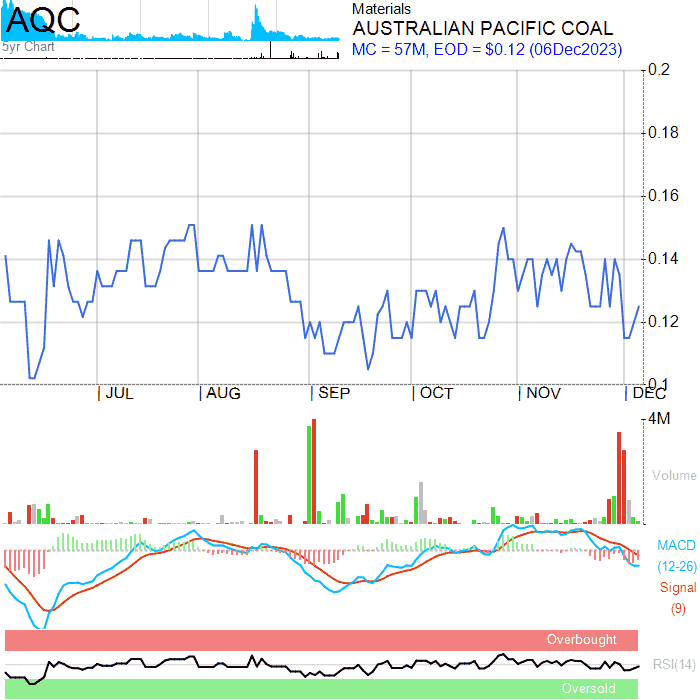 AQC
5yr Chart
Materials
AUSTRALIAN PACIFIC COAL
MC = 57M, EOD = $0.12 (06Dec2023)
0.2
0.18
0.16
0.14
0.12
0.1
JUL AUG SEP OCT NOV DEC
4M
Volume
MACD
(12-26)
Signal
(9)
Overbought
RSI(14)
Oversold